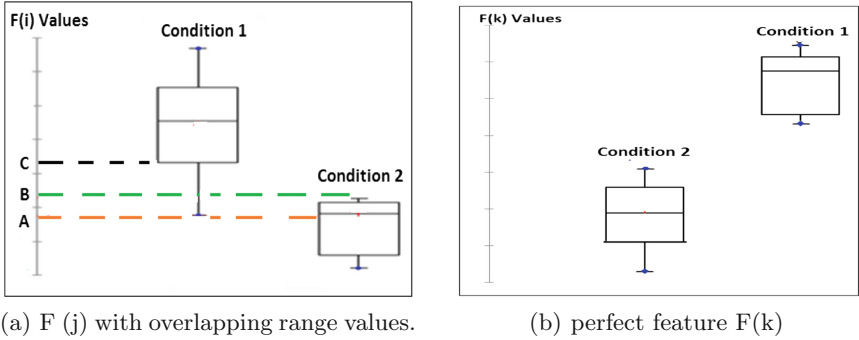 F(i) Values
Condition 1
C
B
A
Condition 2
(a) F (j) with overlapping range values.
F(k) Values
Condition 1
Condition 2
(b) perfect feature F(k)